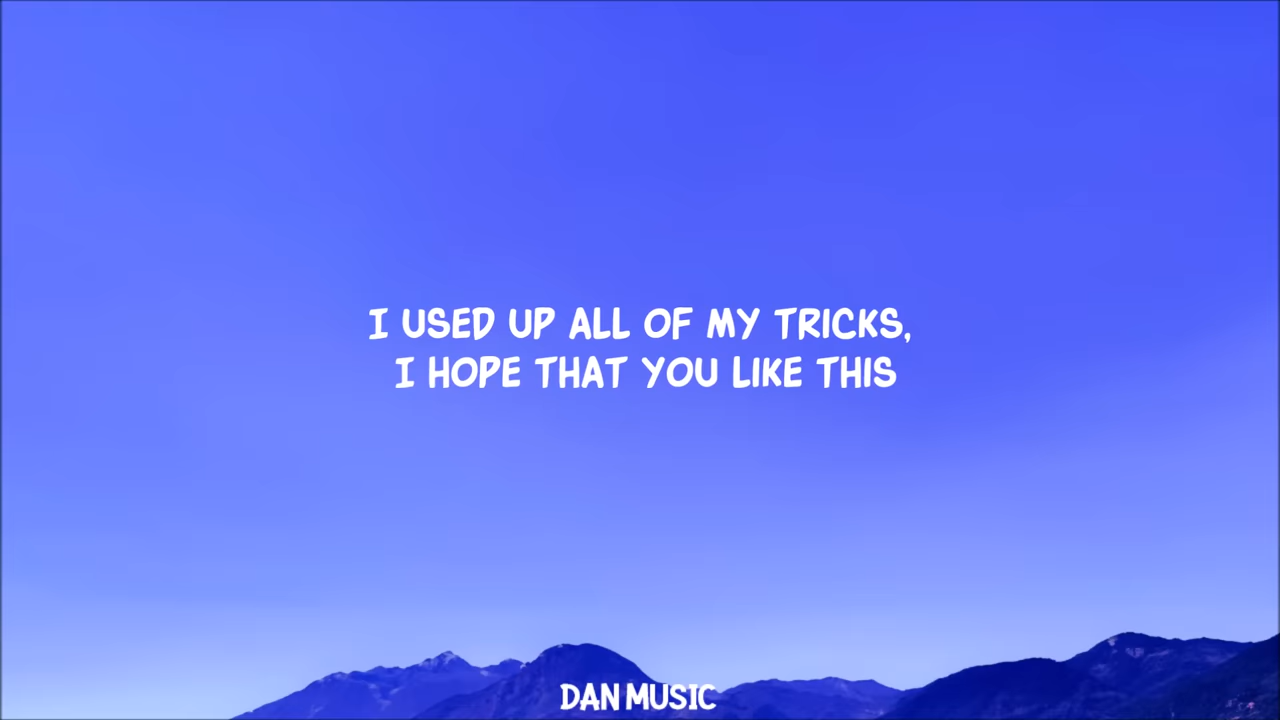 I USED UP ALL OF MY TRICKS,
I HOPE THAT YOU LIKE THIS
DAN MUSIC